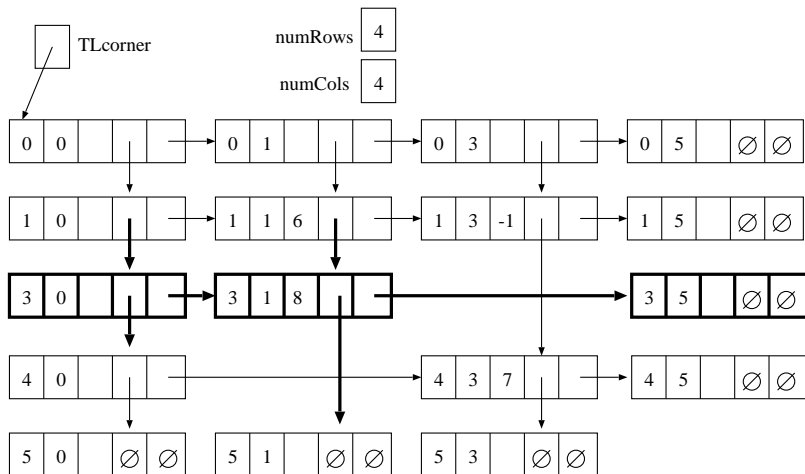 TLcorner
numRows 4
numCols 4
0 0 0 1 0 3 0 5 ∅ ∅
1 0 1 1 6 1 3 -1 1 5 ∅ ∅
3 0 3 1 8 3 5 ∅ ∅
4 0 4 3 7 4 5 ∅ ∅
5 0 ∅ ∅ 5 1 ∅ ∅ 5 3 ∅ ∅